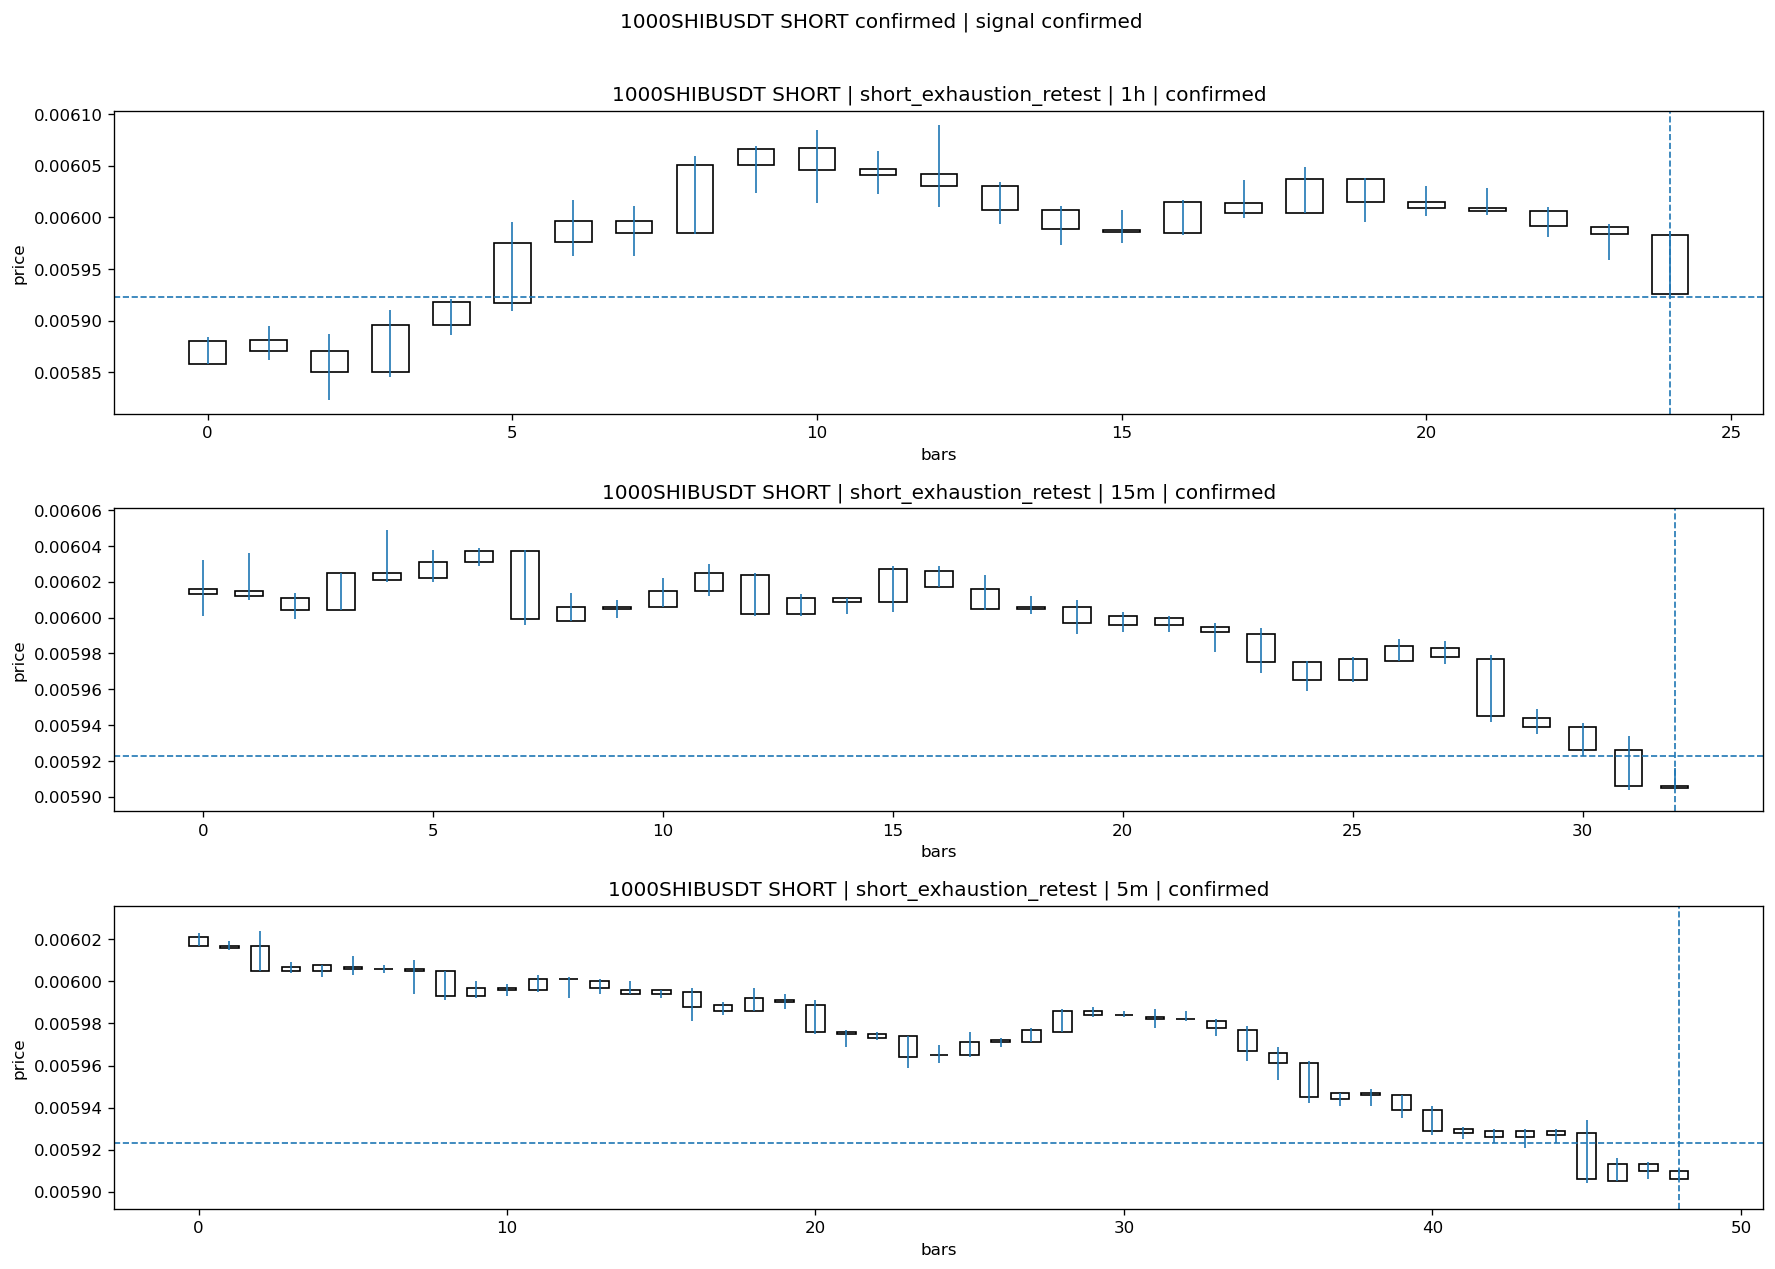 1000SHIBUSDT SHORT confirmed | signal confirmed
1000SHIBUSDT SHORT | short_exhaustion_retest | 1h | confirmed
0.00610
0.00605
0.00600
0.00595
0.00590
0.00585
price
0 5 10 15 20 25
bars
1000SHIBUSDT SHORT | short_exhaustion_retest | 15m | confirmed
0.00606
0.00604
0.00602
0.00600
0.00598
0.00596
0.00594
0.00592
0.00590
price
0 5 10 15 20 25 30
bars
1000SHIBUSDT SHORT | short_exhaustion_retest | 5m | confirmed
0.00602
0.00600
0.00598
0.00596
0.00594
0.00592
0.00590
price
0 10 20 30 40 50
bars